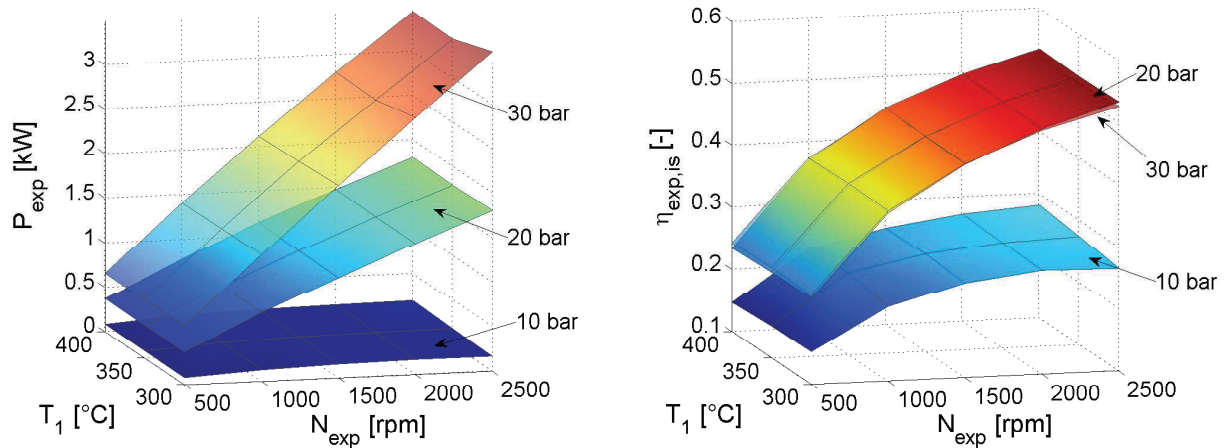 P_exp [kW]
3
2.5
2
1.5
1
0.5
0
400
350
300
T_1 [°C]
500
1000
1500
2000
2500
N_exp [rpm]
30 bar
20 bar
10 bar
η_exp,is [-]
0.6
0.5
0.4
0.3
0.2
0.1
400
350
300
T_1 [°C]
500
1000
1500
2000
2500
N_exp [rpm]
20 bar
30 bar
10 bar